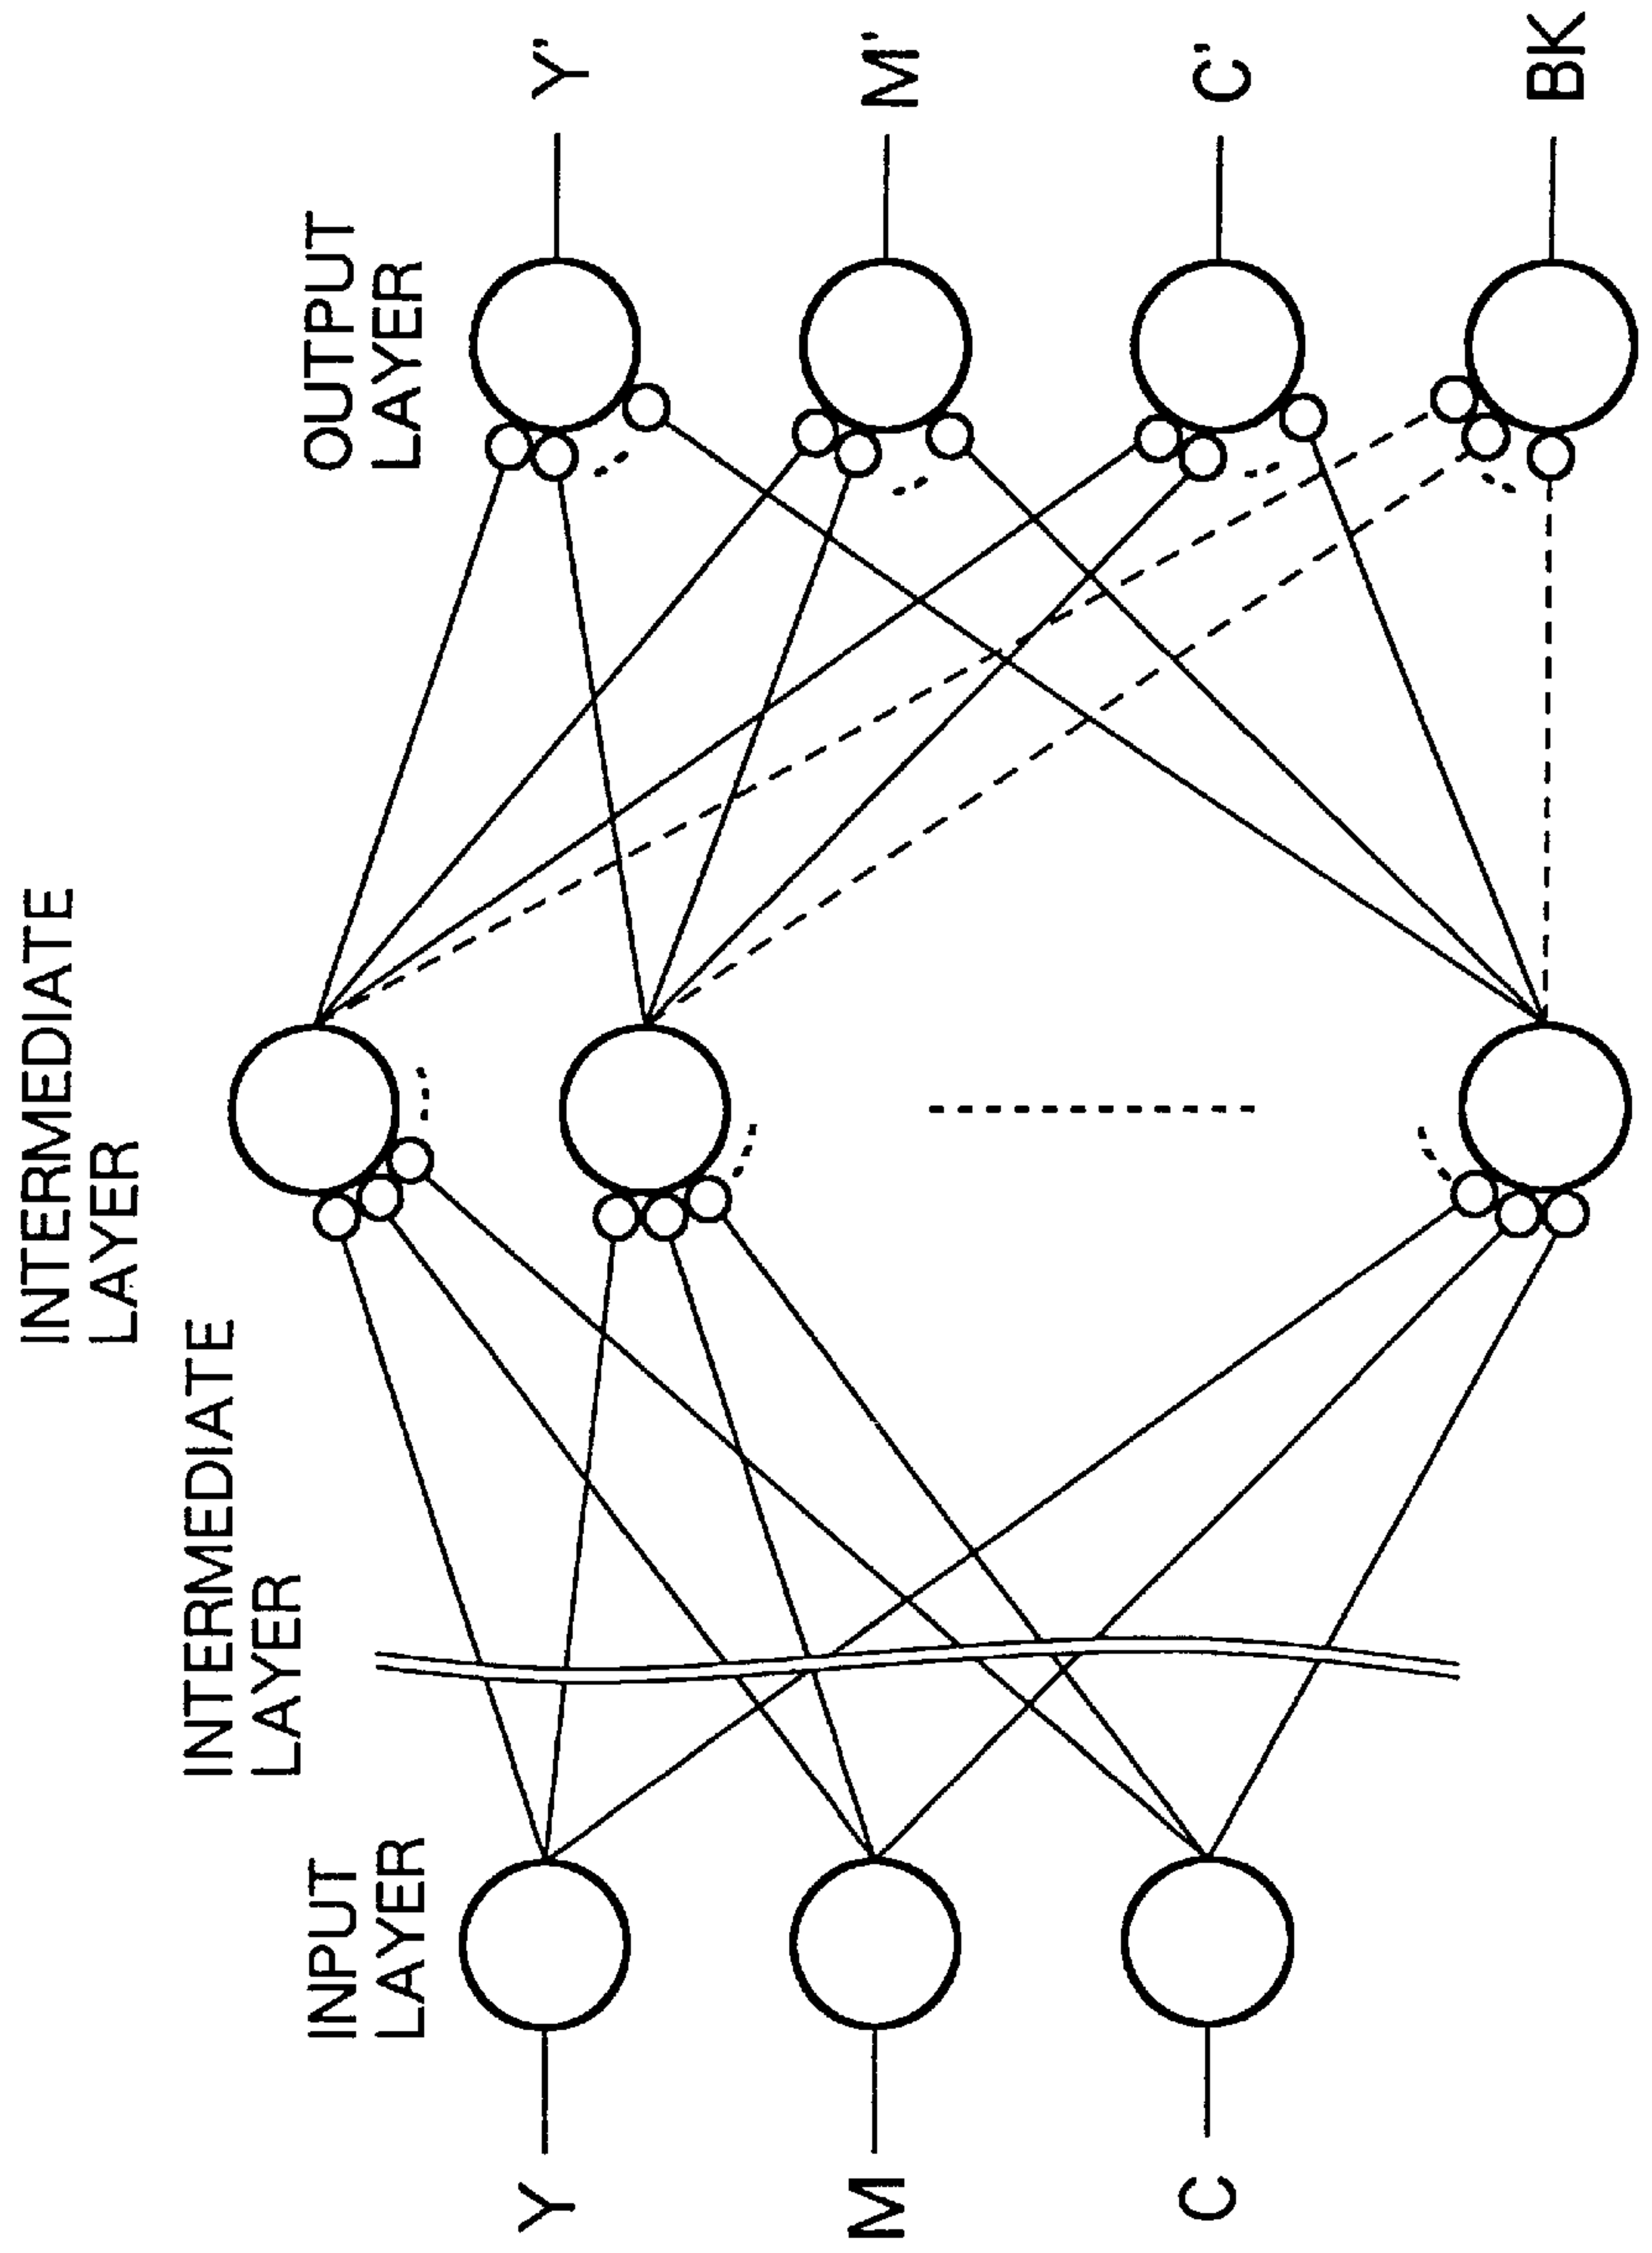 INTERMEDIATE
LAYER
INTERMEDIATE
LAYER
INPUT
LAYER
OUTPUT
LAYER
Y
Y'
M
M'
C
C'
BK